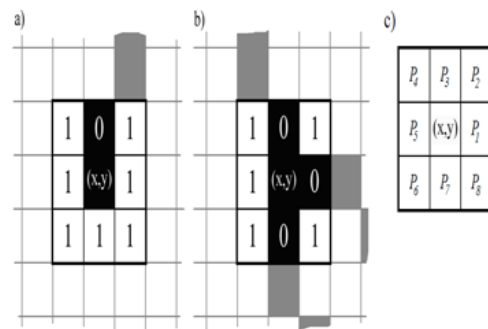 a)
1 0 1
1 (x,y) 1
1 1 1
b)
1 0 1
1 (x,y) 0
1 0 1
c)
P4 P3 P2
P5 (x,y) P1
P6 P7 P8